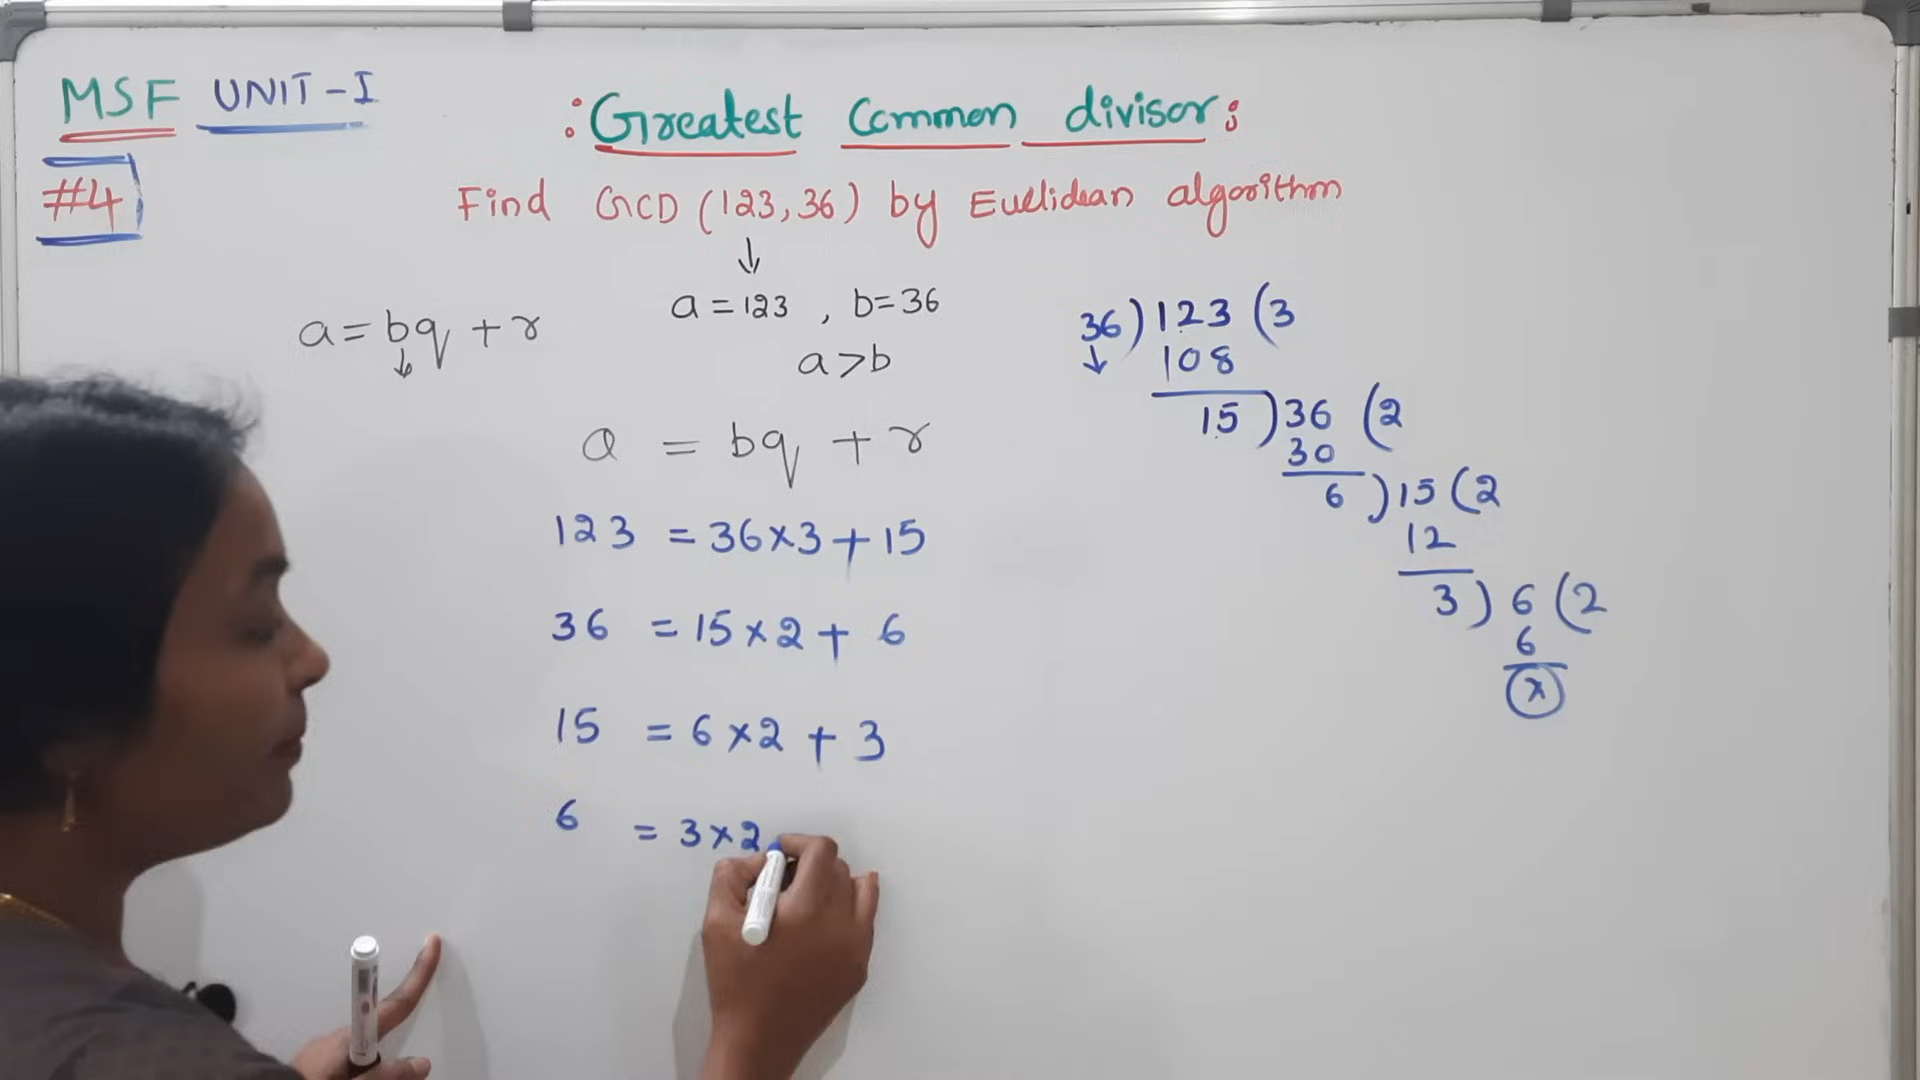 MSF UNIT-I
:Greatest Common divisor:
#4
Find GCD (123,36) by Euclidean algorithm
↓
a = 123 , b=36
a = bq + r
↓
a > b
a = bq + r
123 = 36×3 + 15
36 = 15×2 + 6
15 = 6×2 + 3
6 = 3×2
36 ) 123 ( 3
↓ 108
15 ) 36 ( 2
30
6 ) 15 ( 2
12
3 ) 6 ( 2
6
x